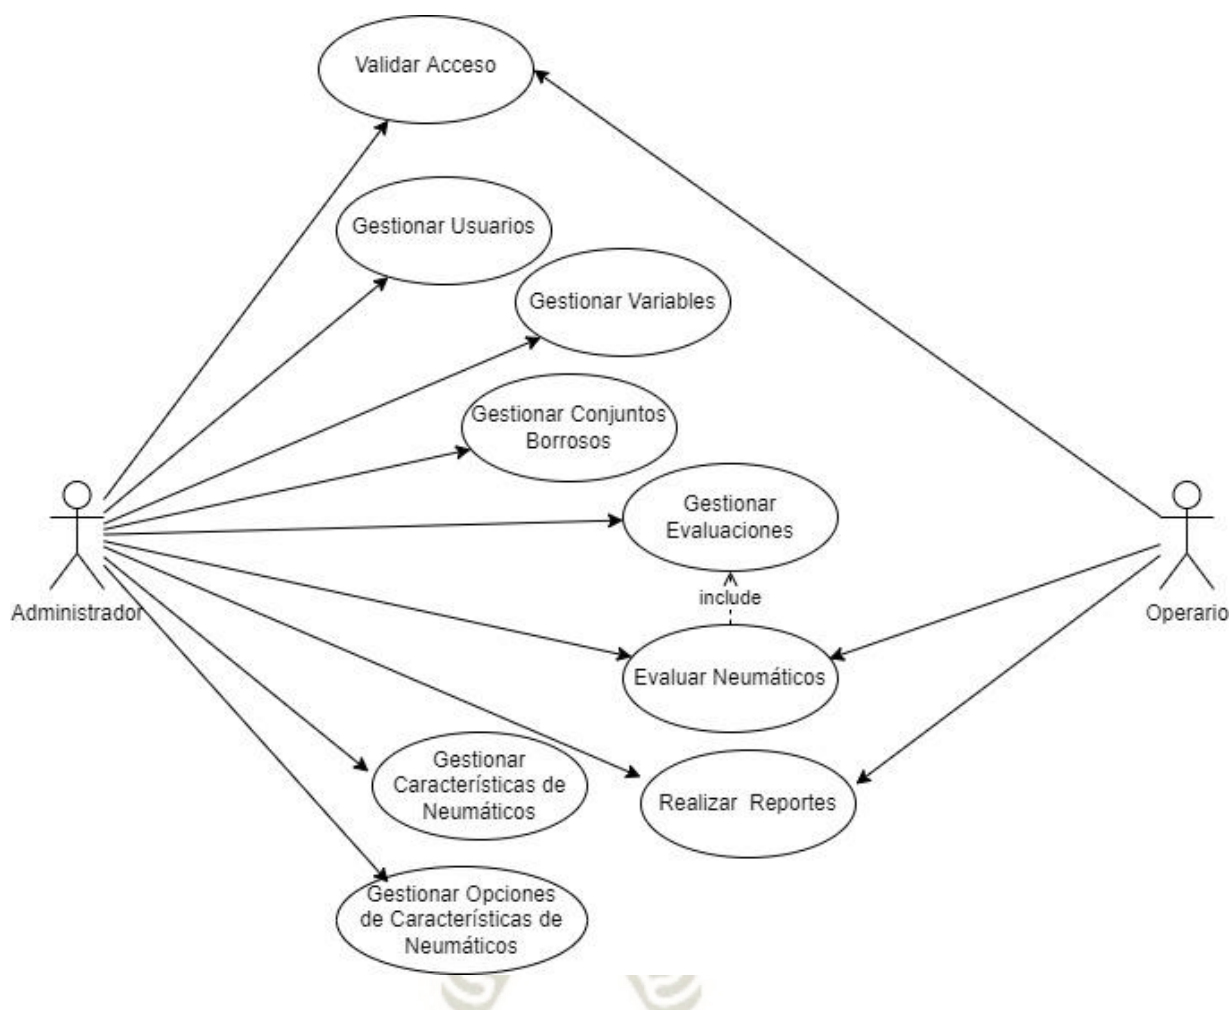 Validar Acceso
Gestionar Usuarios
Gestionar Variables
Gestionar Conjuntos
Borrosos
Gestionar
Evaluaciones
include
Administrador
Operario
Evaluar Neumáticos
Gestionar
Características de
Neumáticos
Realizar Reportes
Gestionar Opciones
de Características de
Neumáticos